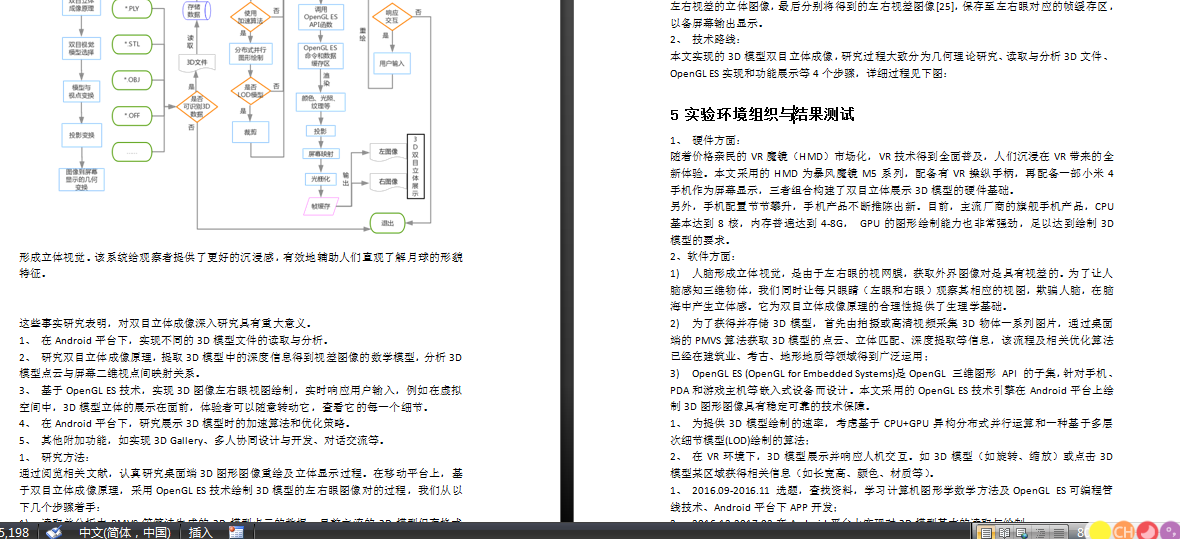 双目立体
成像原理
双目视觉
模型选择
模型与
视点变换
投影变换
图像到屏幕
显示的几何
变换
* PLY
* STL
* OBJ
* OFF
……
存储
数据
读
取
3D文件
是
是否
可识别3D
数据
否
使用
加速算法
否
是
分布式并行
图形绘制
是否
LOD模型
否
是
裁剪
调用
OpenGL ES
API函数
OpenGL ES
命令和数据
缓存区
渲
染
颜色、光照、
纹理等
投影
屏幕映射
光栅化
帧缓存
输
出
左图像
右图像
3
D
双
目
立
体
展
示
重
绘
响应
交互
否
是
用户输入
退出
形成立体视觉。该系统给观察者提供了更好的沉浸感,有效地辅助人们直观了解月球的形貌
特征。
这些事实研究表明,对双目立体成像深入研究具有重大意义。
1、 在 Android 平台下,实现不同的 3D 模型文件的读取与分析。
2、 研究双目立体成像原理,提取 3D 模型中的深度信息得到视差图像的数学模型,分析 3D
模型点云与屏幕二维视点间映射关系。
3、 基于 OpenGL ES 技术,实现 3D 图像左右眼视图绘制,实时响应用户输入,例如在虚拟
空间中,3D 模型立体的展示在面前,体验者可以随意转动它,查看它的每一个细节。
4、 在 Android 平台下,研究展示 3D 模型时的加速算法和优化策略。
5、 其他附加功能,如实现 3D Gallery、多人协同设计与开发、对话交流等。
1、 研究方法:
通过阅读相关文献,认真研究桌面端 3D 图形图像重绘及立体显示过程。在移动平台上,基
于双目立体成像原理,采用 OpenGL ES 技术绘制 3D 模型的左右眼图像对的过程,我们从以
下几个步骤着手:
左右视差的立体图像,最后分别将得到的左右视差图像[25],保存至左右眼对应的帧缓存区,
以备屏幕输出显示。
2、 技术路线:
本文实现的 3D 模型双目立体成像,研究过程大致分为几何理论研究、读取与分析 3D 文件、
OpenGL ES 实现和功能展示等 4 个步骤,详细过程见下图:
5 实验环境组织与结果测试
1、 硬件方面:
随着价格亲民的 VR 魔镜(HMD)市场化,VR 技术得到全面普及,人们沉浸在 VR 带来的全
新体验。本文采用的 HMD 为暴风魔镜 M5 系列,配备有 VR 操纵手柄,再配备一部小米 4
手机作为屏幕显示,三者组合构建了双目立体展示 3D 模型的硬件基础。
另外,手机配置节节攀升,手机产品不断推陈出新。目前,主流厂商的旗舰手机产品,CPU
基本达到 8 核,内存普遍达到 4-8G, GPU 的图形绘制能力也非常强劲,足以达到绘制 3D
模型的要求。
2、软件方面:
1) 人脑形成立体视觉,是由于左右眼的视网膜,获取外界图像对是具有视差的。为了让人
脑感知三维物体,我们同时让每只眼睛(左眼和右眼)观察其相应的视图,欺骗人脑,在脑
海中产生立体感。它为双目立体成像原理的合理性提供了生理学基础。
2) 为了获得并存储 3D 模型,首先由拍摄或高清视频采集 3D 物体一系列图片,通过桌面
端的 PMVS 算法获取 3D 模型的点云、立体匹配、深度提取等信息,该流程及相关优化算法
已经在建筑业、考古、地形地质等领域得到广泛运用;
3) OpenGL ES (OpenGL for Embedded Systems)是 OpenGL 三维图形 API 的子集,针对手机、
PDA 和游戏主机等嵌入式设备而设计。本文采用的 OpenGL ES 技术引擎在 Android 平台上绘
制 3D 图形图像具有稳定可靠的技术保障。
1、 为提供 3D 模型绘制的速率,考虑基于 CPU+GPU 异构分布式并行运算和一种基于多层
次细节模型(LOD)绘制的算法;
2、 在 VR 环境下,3D 模型展示并响应人机交互。如 3D 模型(如旋转、缩放)或点击 3D
模型某区域获得相关信息(如长宽高、颜色、材质等)。
1、 2016.09-2016.11 选题,查找资料,学习计算机图形学数学方法及 OpenGL ES 可编程管
线技术、Android 平台下 APP 开发;
5,198
中文(简体,中国)
插入
CH